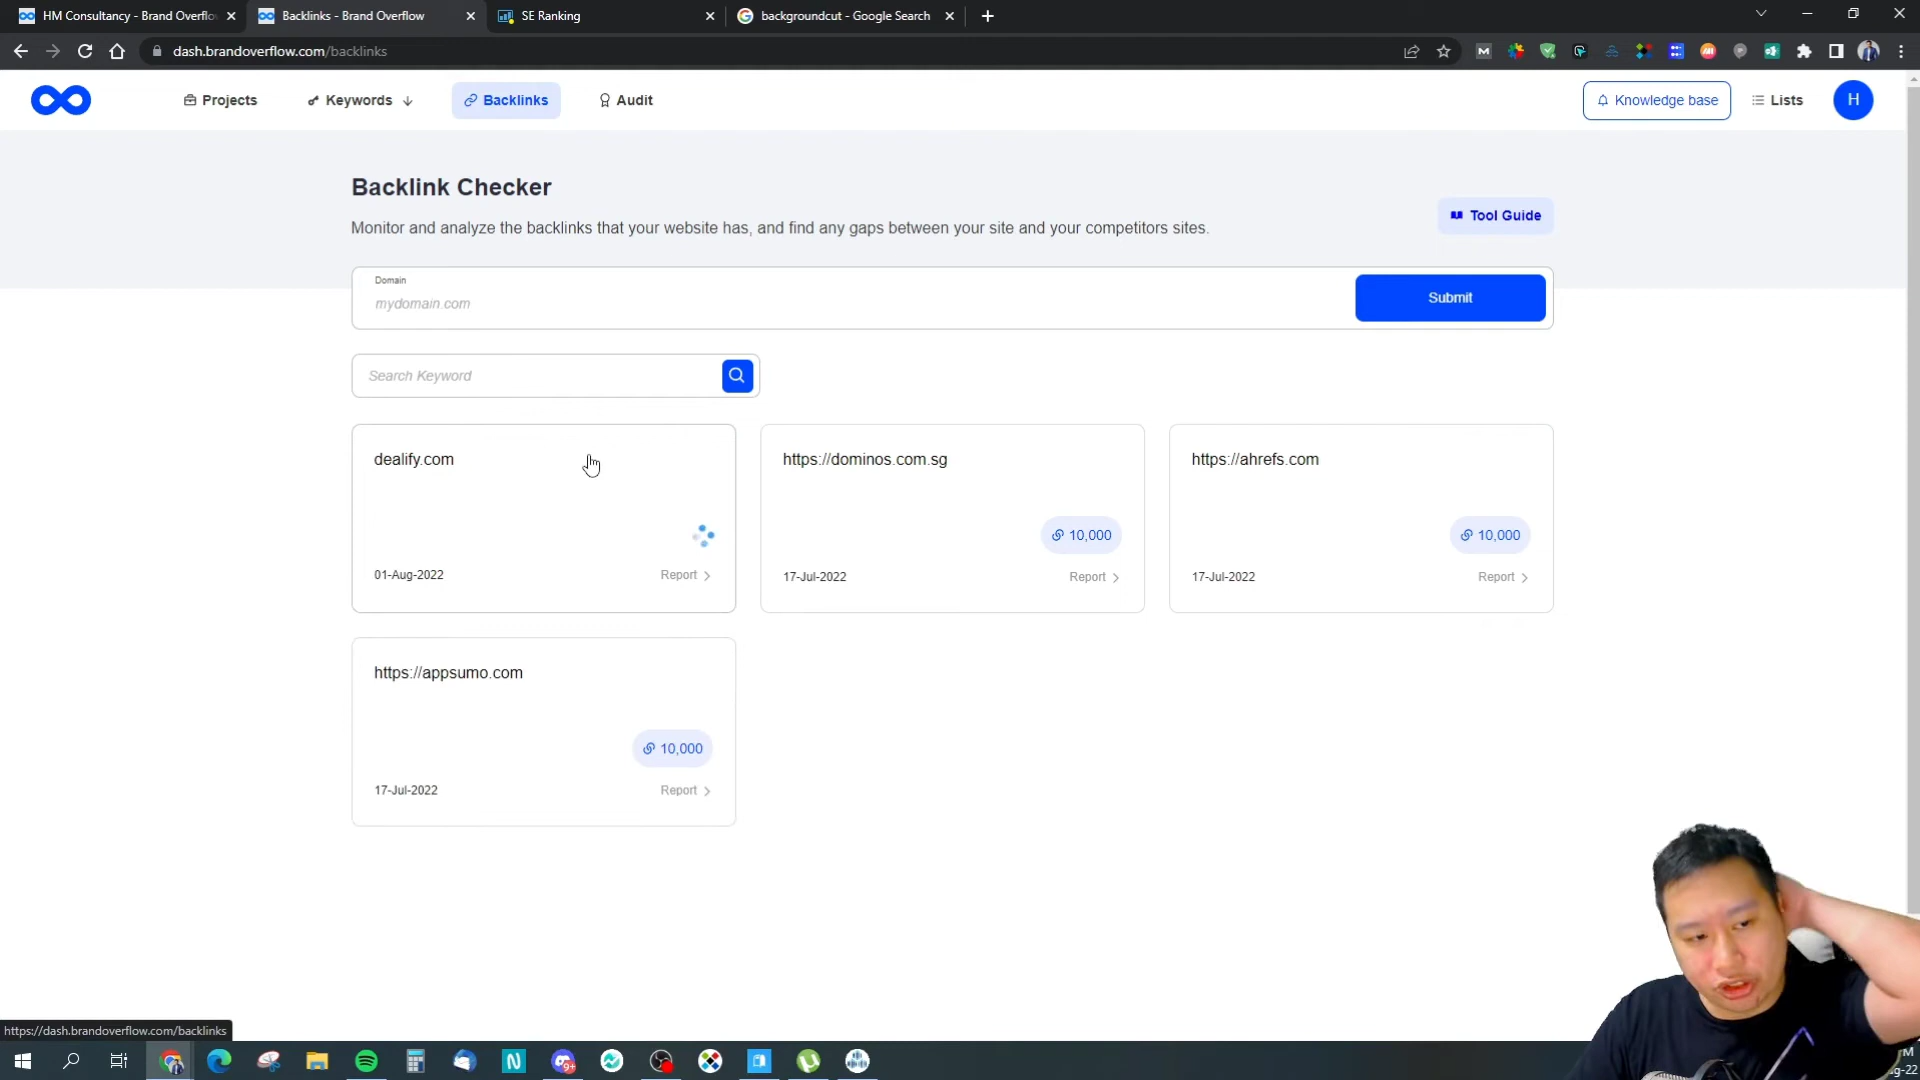 HM Consultancy - Brand Overflo
Backlinks - Brand Overflow
SE Ranking
backgroundcut - Google Search
dash.brandoverflow.com/backlinks
Projects
Keywords
Backlinks
Audit
Knowledge base
Lists
H
Backlink Checker
Monitor and analyze the backlinks that your website has, and find any gaps between your site and your competitors sites.
Tool Guide
Domain
mydomain.com
Submit
Search Keyword
dealify.com
01-Aug-2022
Report
https://dominos.com.sg
10,000
17-Jul-2022
Report
https://ahrefs.com
10,000
17-Jul-2022
Report
https://appsumo.com
10,000
17-Jul-2022
Report
https://dash.brandoverflow.com/backlinks